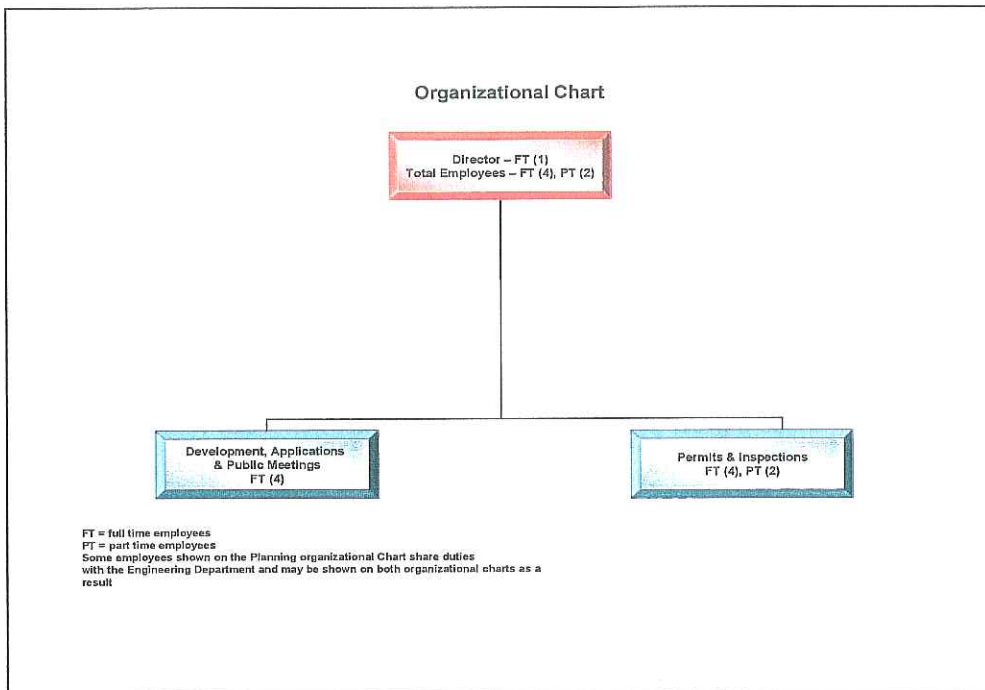 Organizational Chart
Director – FT (1)
Total Employees – FT (4), PT (2)
Development, Applications
& Public Meetings
FT (4)
Permits & Inspections
FT (4), PT (2)
FT = full time employees
PT = part time employees
Some employees shown on the Planning organizational Chart share duties
with the Engineering Department and may be shown on both organizational charts as a
result